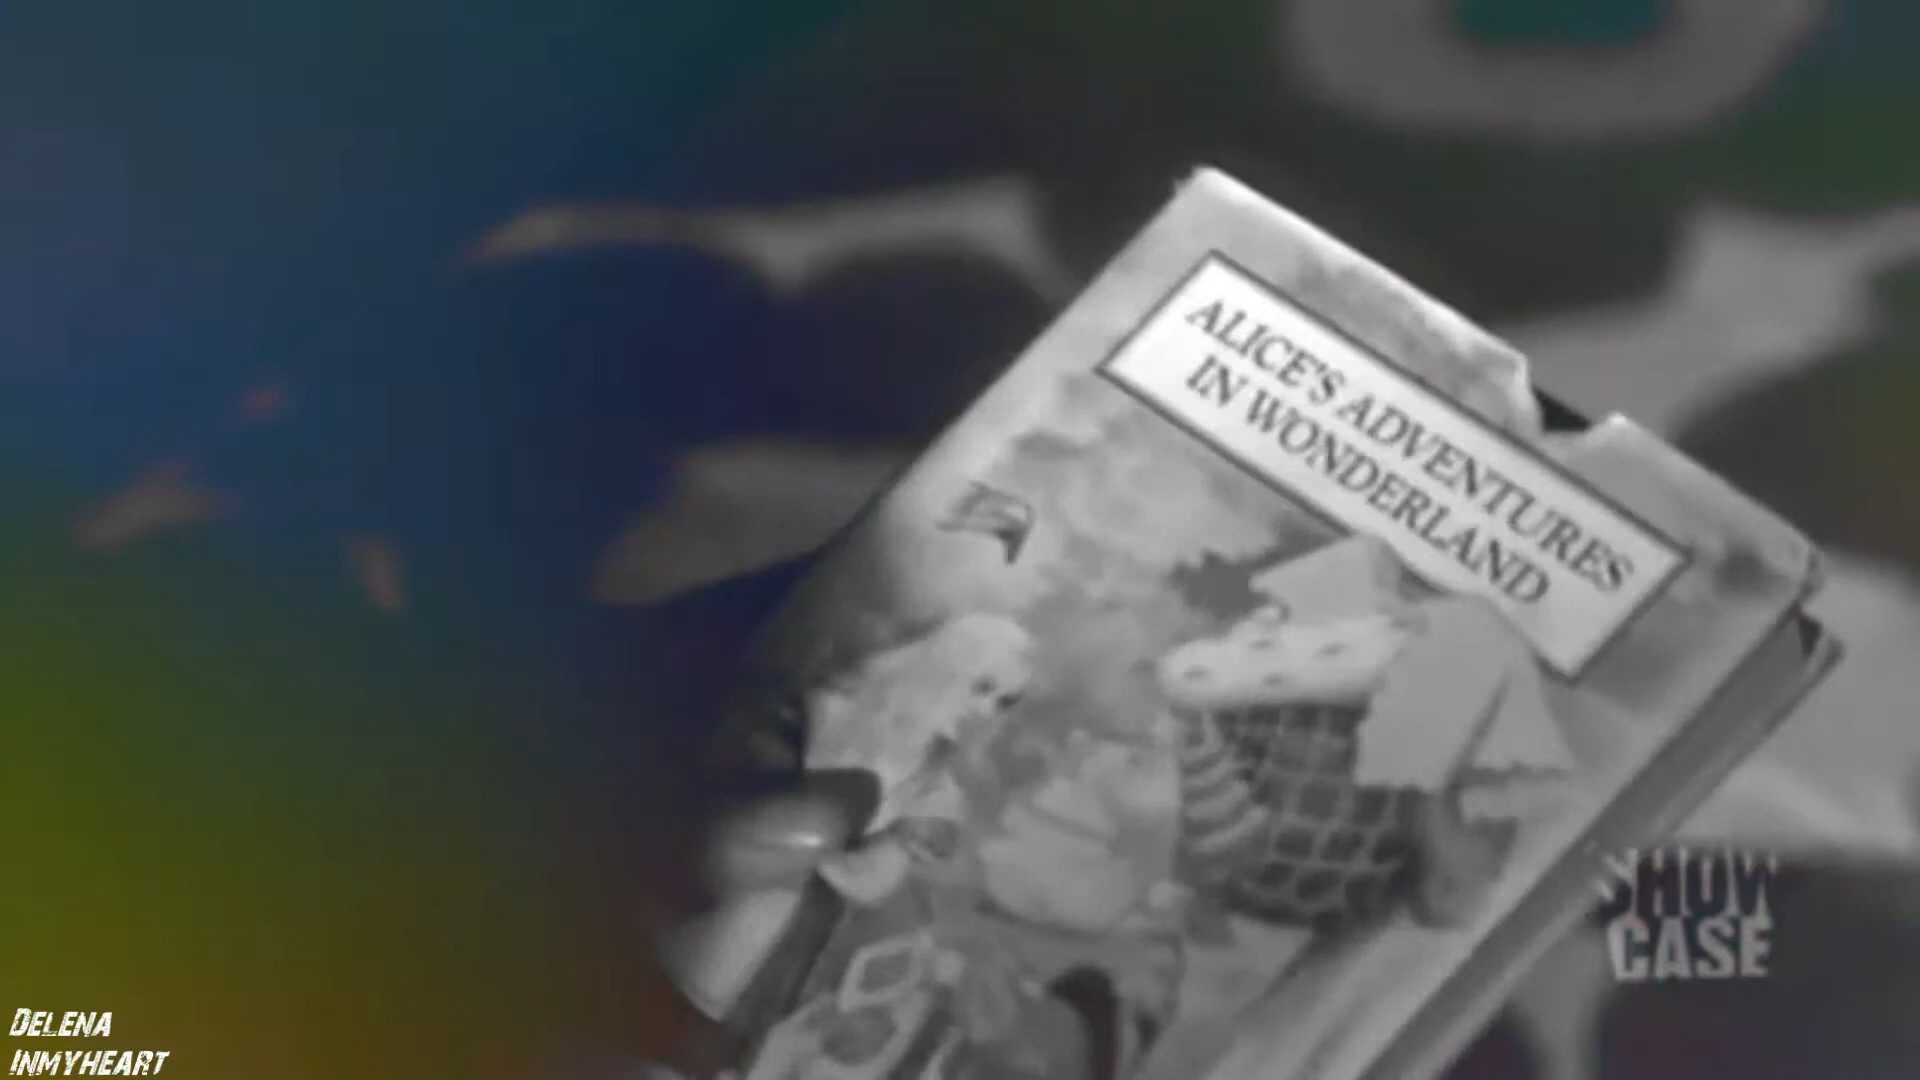 ALICE'S ADVENTURES
IN WONDERLAND
SHOW
CASE
DELENA
INMYHEART